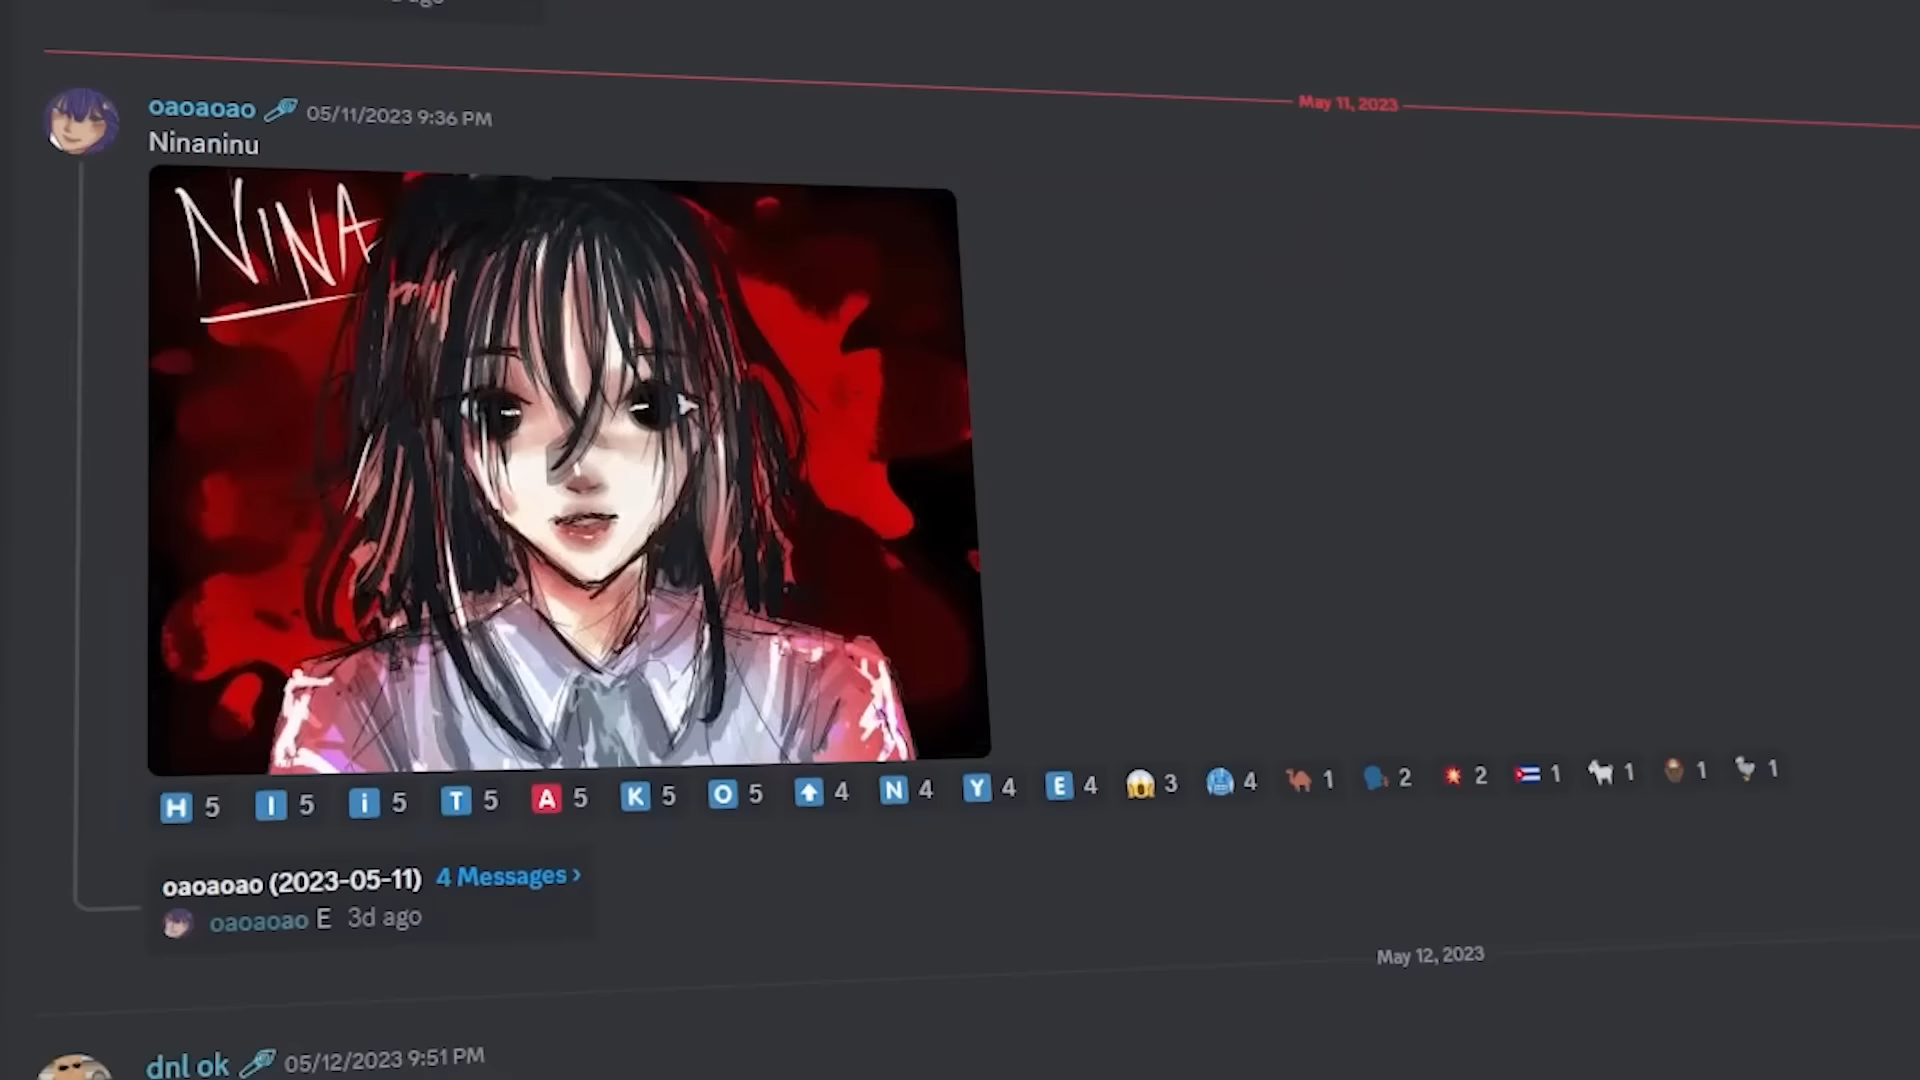 May 11, 2023
oaoaoao 05/11/2023 9:36 PM
Ninaninu
NINA
H 5 I 5 i 5 T 5 A 5 K 5 O 5 4 N 4 Y 4 E 4 3 4 1 2 2 1 1 1 1
oaoaoao (2023-05-11) 4 Messages ›
oaoaoao E 3d ago
May 12, 2023
dnl ok 05/12/2023 9:51 PM